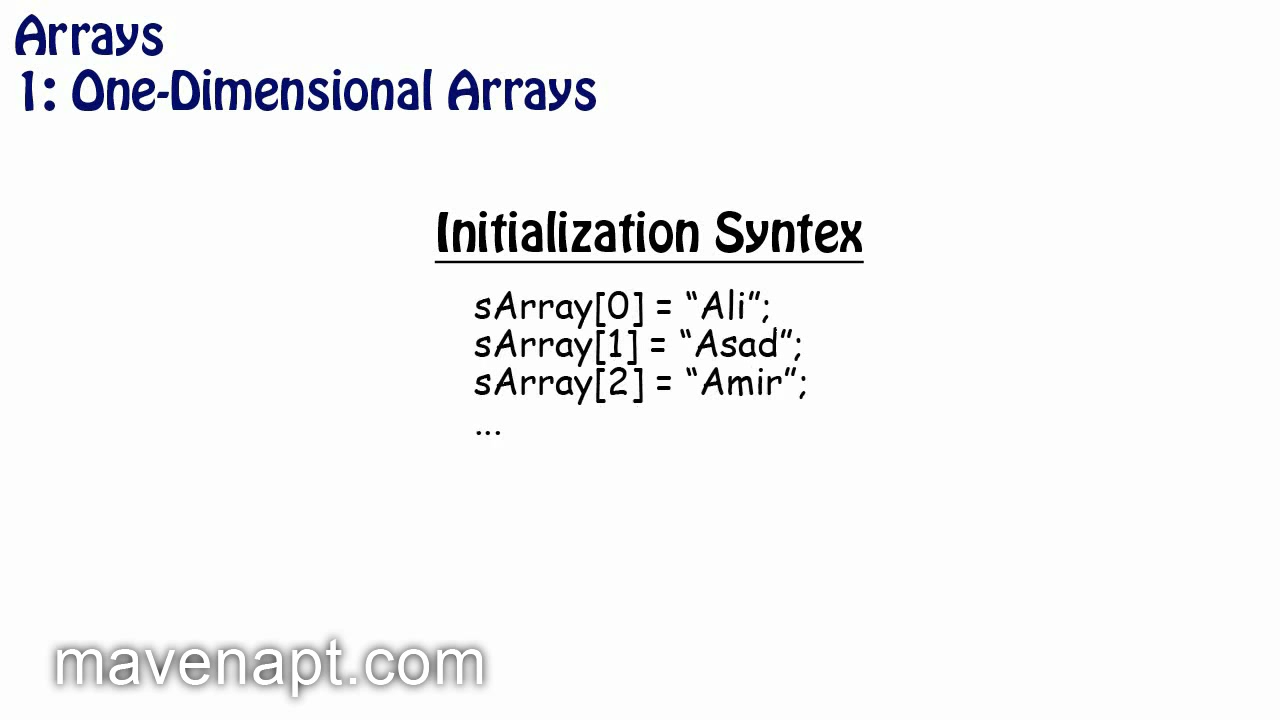 Arrays
1: One-Dimensional Arrays
Initialization Syntex
sArray[0] = “Ali”;
sArray[1] = “Asad”;
sArray[2] = “Amir”;
...
mavenapt.com